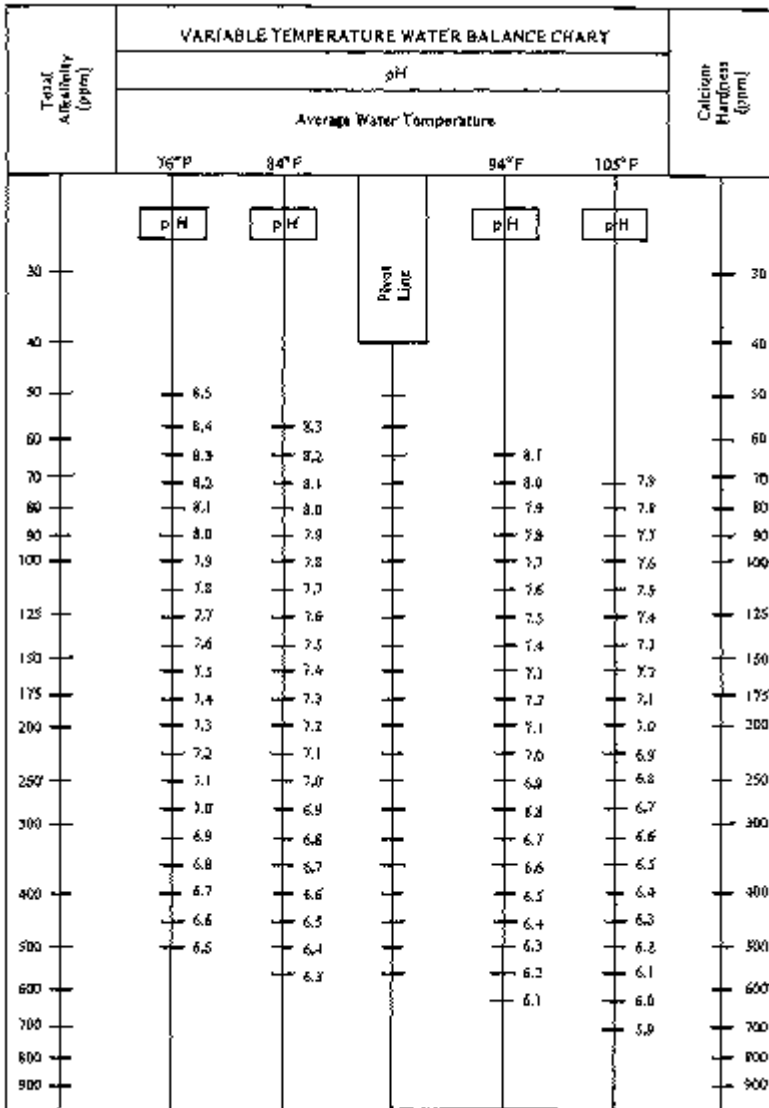 VARIABLE TEMPERATURE WATER BALANCE CHART
pH
Average Water Temperature
Total Alkalinity (ppm)
Calcium Hardness (ppm)
76°F 84°F 94°F 105°F
pH pH pH pH
Pivot Line
30 30
40 40
50 8.5 50
60 8.4 8.3 60
8.3 8.2 8.1
70 8.2 8.1 8.0 7.9 70
80 8.1 8.0 7.9 7.8 80
90 8.0 7.9 7.8 7.7 90
100 7.9 7.8 7.7 7.6 100
7.8 7.7 7.6 7.5
125 7.7 7.6 7.5 7.4 125
7.6 7.5 7.4 7.3
150 7.5 7.4 7.3 7.2 150
175 7.4 7.3 7.2 7.1 175
200 7.3 7.2 7.1 7.0 200
7.2 7.1 7.0 6.9
250 7.1 7.0 6.9 6.8 250
7.0 6.9 6.8 6.7
300 6.9 6.8 6.7 6.6 300
6.8 6.7 6.6 6.5
400 6.7 6.6 6.5 6.4 400
6.6 6.5 6.4 6.3
500 6.5 6.4 6.3 6.2 500
6.3 6.2 6.1
600 6.1 6.0 600
700 5.9 700
800 800
900 900